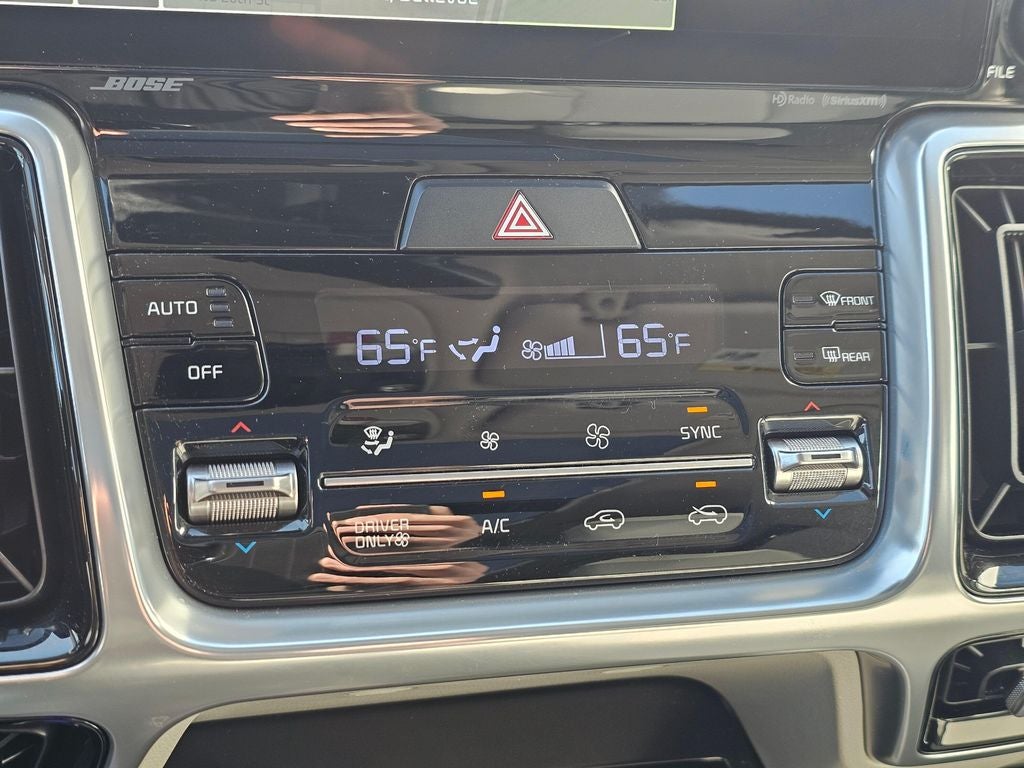 BOSE
HD Radio
SiriusXM
FILE
AUTO
OFF
65°F
65°F
FRONT
REAR
SYNC
DRIVER
ONLY
A/C